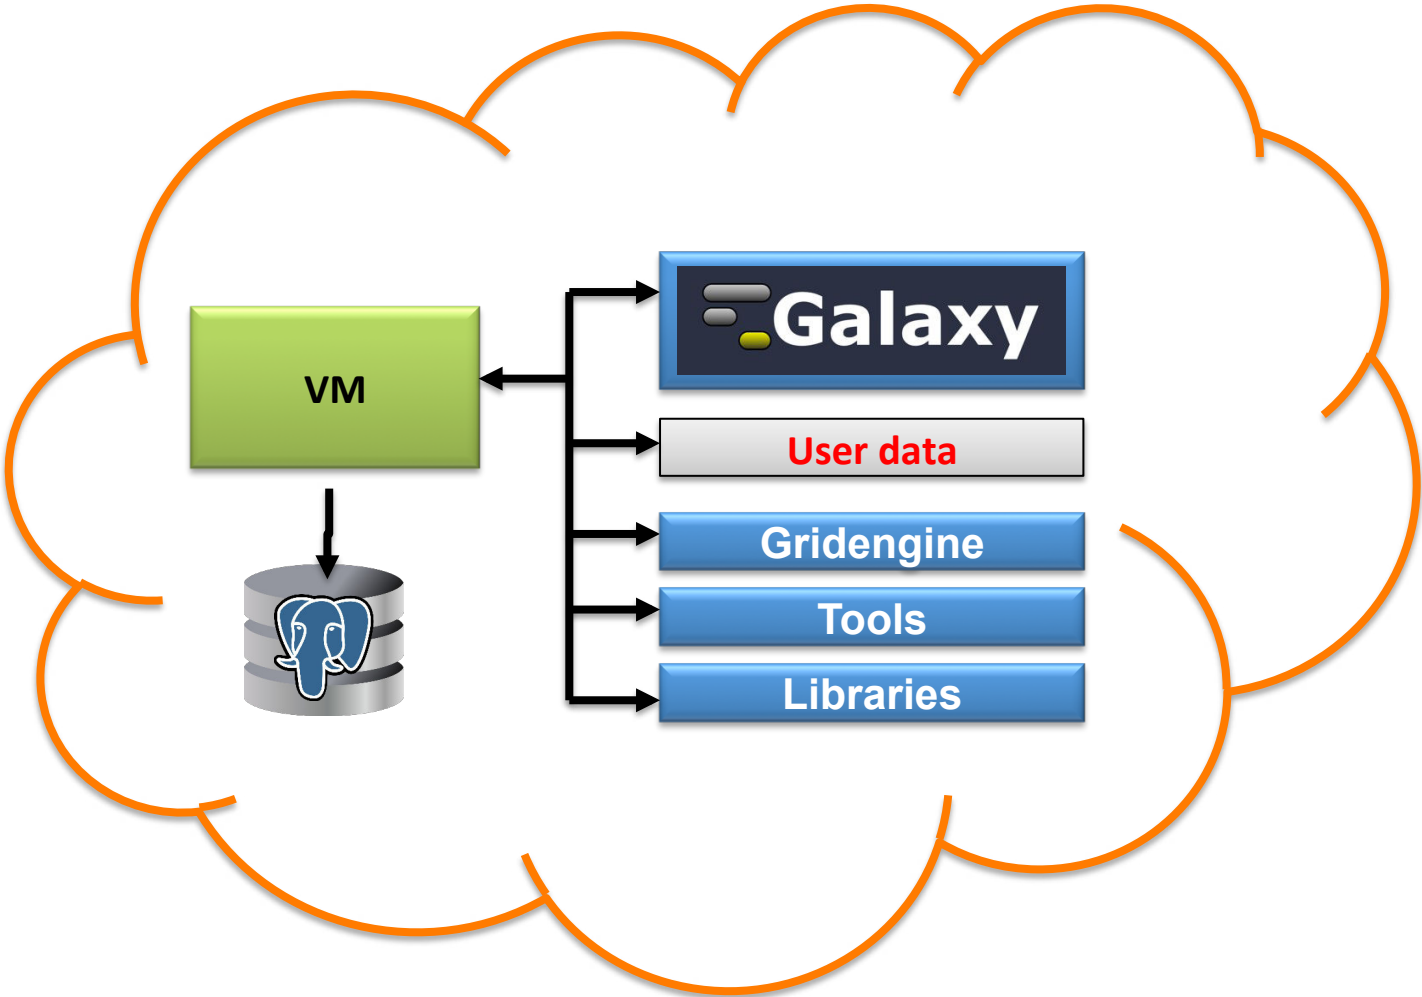 Galaxy
VM
User data
Gridengine
Tools
Libraries